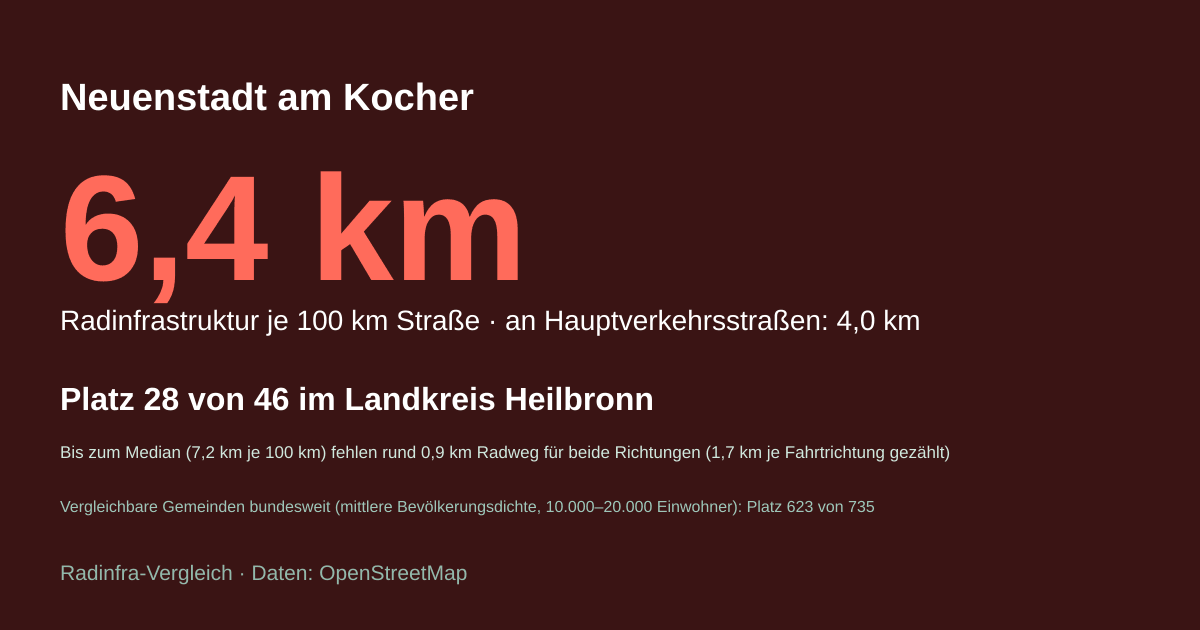 Neuenstadt am Kocher
6,4 km
Radinfrastruktur je 100 km Straße · an Hauptverkehrsstraßen: 4,0 km
Platz 28 von 46 im Landkreis Heilbronn
Bis zum Median (7,2 km je 100 km) fehlen rund 0,9 km Radweg für beide Richtungen (1,7 km je Fahrtrichtung gezählt)
Vergleichbare Gemeinden bundesweit (mittlere Bevölkerungsdichte, 10.000–20.000 Einwohner): Platz 623 von 735
Radinfra-Vergleich · Daten: OpenStreetMap